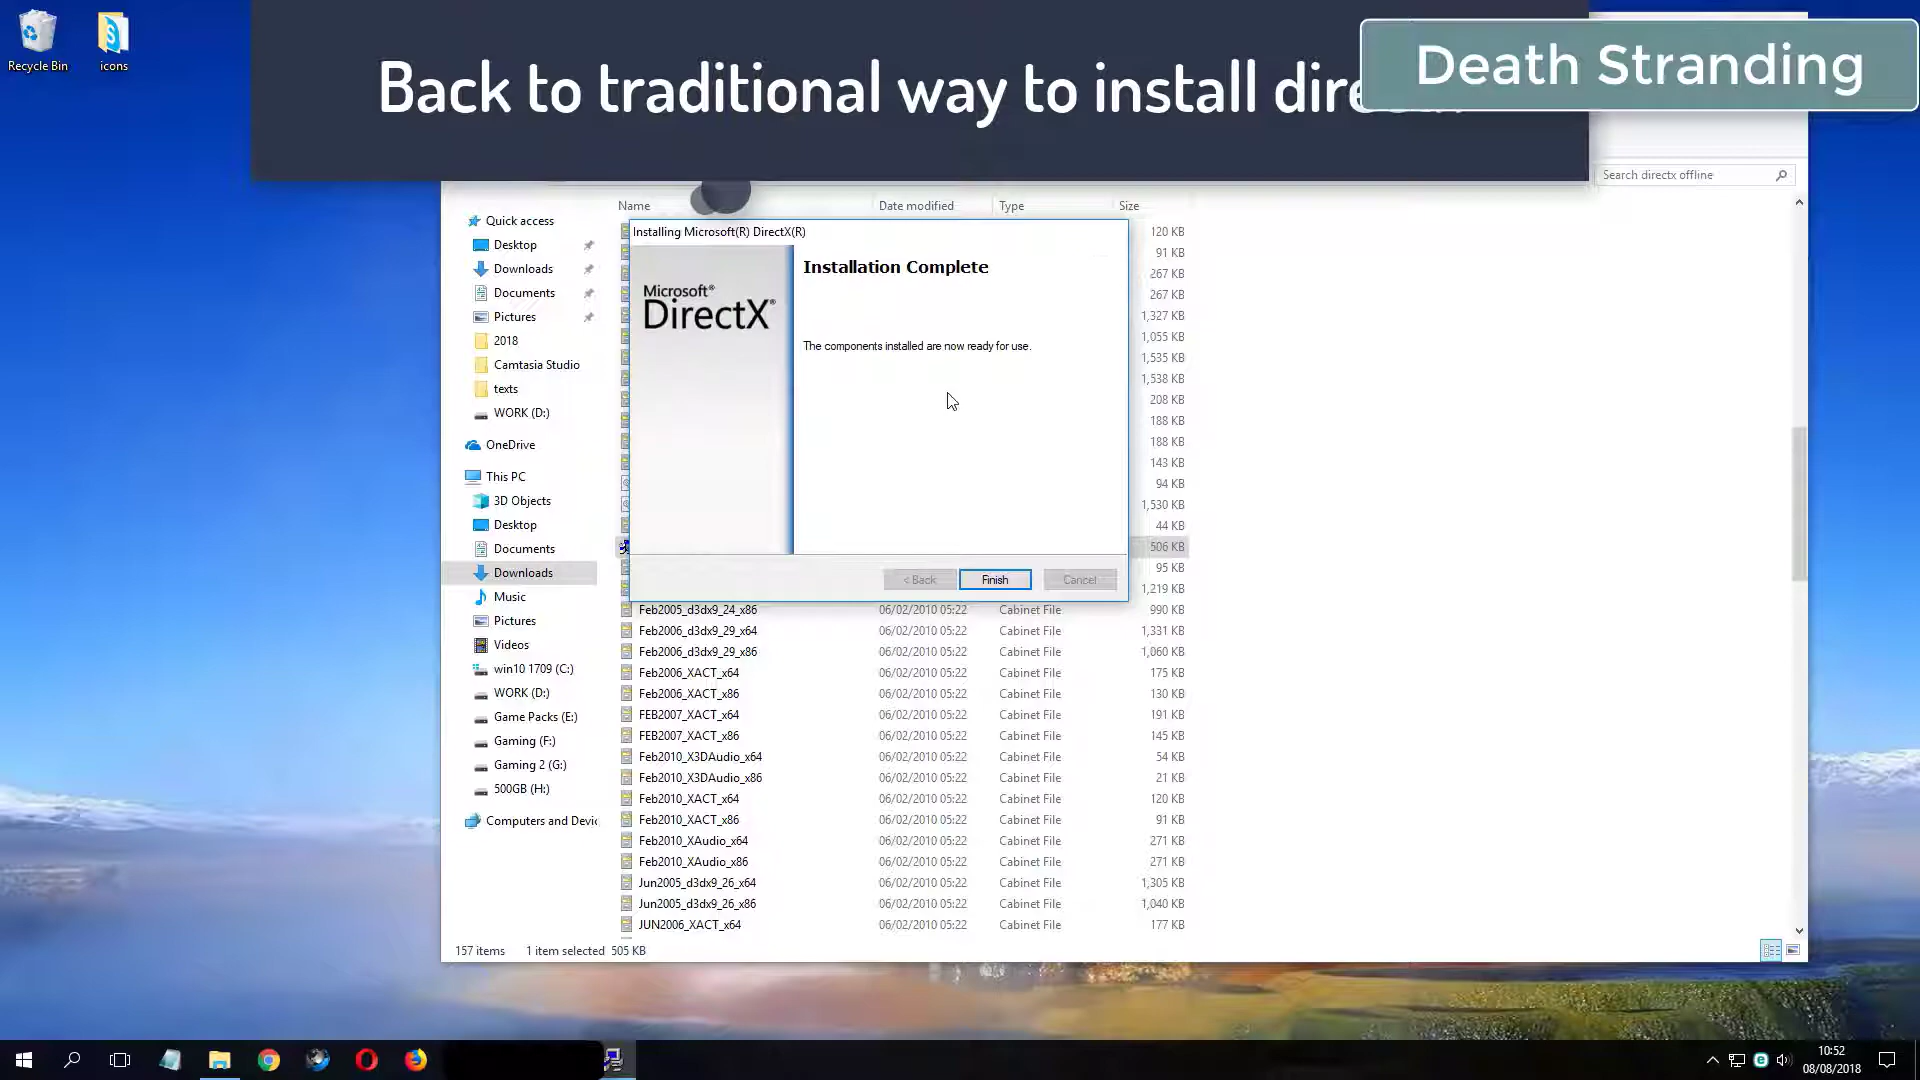 Recycle Bin
icons
Back to traditional way to install
Death Stranding
Search directx offline
Name
Date modified
Type
Size
Quick access
Desktop
Downloads
Documents
Pictures
2018
Camtasia Studio
texts
WORK (D:)
OneDrive
This PC
3D Objects
Desktop
Documents
Downloads
Music
Pictures
Videos
win10 1709 (C:)
WORK (D:)
Game Packs (E:)
Gaming (F:)
Gaming 2 (G:)
500GB (H:)
Computers and Devic
Installing Microsoft(R) DirectX(R)
Microsoft®
DirectX®
Installation Complete
The components installed are now ready for use.
< Back
Finish
Cancel
120 KB
91 KB
267 KB
267 KB
1,327 KB
1,055 KB
1,535 KB
1,538 KB
208 KB
188 KB
188 KB
143 KB
94 KB
1,530 KB
44 KB
506 KB
95 KB
1,219 KB
Feb2005_d3dx9_24_x86 06/02/2010 05:22 Cabinet File 990 KB
Feb2006_d3dx9_29_x64 06/02/2010 05:22 Cabinet File 1,331 KB
Feb2006_d3dx9_29_x86 06/02/2010 05:22 Cabinet File 1,060 KB
Feb2006_XACT_x64 06/02/2010 05:22 Cabinet File 175 KB
Feb2006_XACT_x86 06/02/2010 05:22 Cabinet File 130 KB
FEB2007_XACT_x64 06/02/2010 05:22 Cabinet File 191 KB
FEB2007_XACT_x86 06/02/2010 05:22 Cabinet File 145 KB
Feb2010_X3DAudio_x64 06/02/2010 05:22 Cabinet File 54 KB
Feb2010_X3DAudio_x86 06/02/2010 05:22 Cabinet File 21 KB
Feb2010_XACT_x64 06/02/2010 05:22 Cabinet File 120 KB
Feb2010_XACT_x86 06/02/2010 05:22 Cabinet File 91 KB
Feb2010_XAudio_x64 06/02/2010 05:22 Cabinet File 271 KB
Feb2010_XAudio_x86 06/02/2010 05:22 Cabinet File 271 KB
Jun2005_d3dx9_26_x64 06/02/2010 05:22 Cabinet File 1,305 KB
Jun2005_d3dx9_26_x86 06/02/2010 05:22 Cabinet File 1,040 KB
JUN2006_XACT_x64 06/02/2010 05:22 Cabinet File 177 KB
157 items 1 item selected 505 KB
10:52
08/08/2018